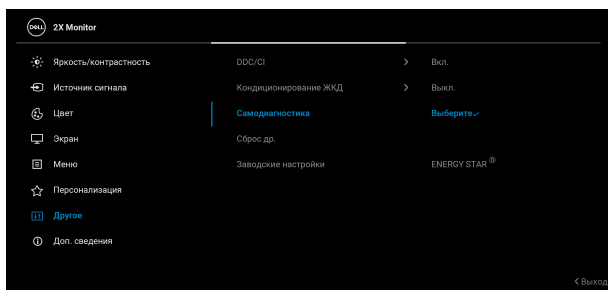 DELL 2X Monitor
Яркость/контрастность DDC/CI Вкл.
Источник сигнала Кондиционирование ЖКД Выкл.
Цвет Самодиагностика Выберите
Экран Сброс др.
Меню Заводские настройки ENERGY STAR ®
Персонализация
Другое
Доп. сведения
Выход